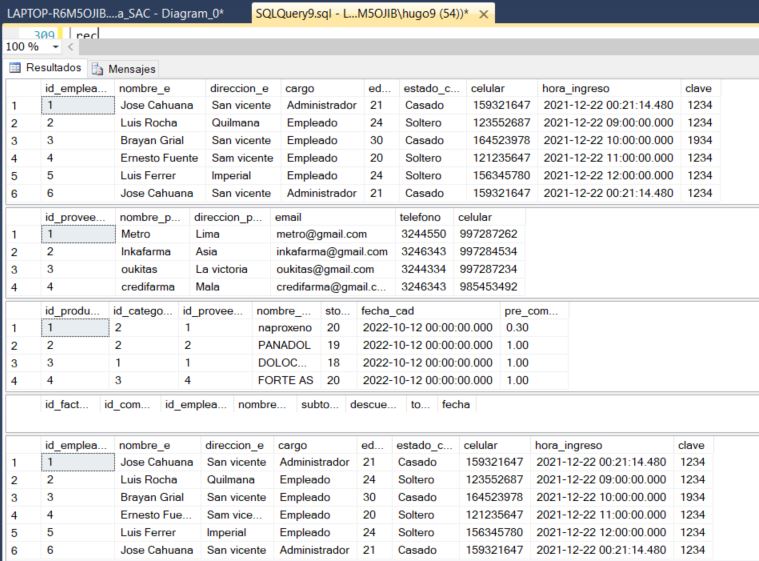 LAPTOP-R6M5OJIB....a_SAC - Diagram_0* SQLQuery9.sql - L...M5OJIB\hugo9 (54))* ×
309 rec
100 %
Resultados Mensajes
id_emplea... nombre_e direccion_e cargo ed... estado_c... celular hora_ingreso clave
1 1 Jose Cahuana San vicente Administrador 21 Casado 159321647 2021-12-22 00:21:14.480 1234
2 2 Luis Rocha Quilmana Empleado 24 Soltero 123552687 2021-12-22 09:00:00.000 1234
3 3 Brayan Grial San vicente Empleado 30 Casado 164523978 2021-12-22 10:00:00.000 1934
4 4 Ernesto Fuente Sam vicente Empleado 20 Soltero 121235647 2021-12-22 11:00:00.000 1234
5 5 Luis Ferrer Imperial Empleado 24 Soltero 156345780 2021-12-22 12:00:00.000 1234
6 6 Jose Cahuana San vicente Administrador 21 Casado 159321647 2021-12-22 00:21:14.480 1234
id_provee... nombre_p... direccion_p... email telefono celular
1 1 Metro Lima metro@gmail.com 3244550 997287262
2 2 Inkafarma Asia inkafarma@gmail.com 3246343 997284534
3 3 oukitas La victoria oukitas@gmail.com 3244334 997287234
4 4 credifarma Mala credifarma@gmail.c... 3246343 985453492
id_produ... id_catego... id_provee... nombre_... sto... fecha_cad pre_com...
1 1 2 1 naproxeno 20 2022-10-12 00:00:00.000 0.30
2 2 2 2 PANADOL 19 2022-10-12 00:00:00.000 1.00
3 3 1 1 DOLOC... 18 2022-10-12 00:00:00.000 1.00
4 4 3 4 FORTE AS 20 2022-10-12 00:00:00.000 1.00
id_fact... id_com... id_emplea... nombre... subto... descue... to... fecha
id_emplea... nombre_e direccion_e cargo ed... estado_c... celular hora_ingreso clave
1 1 Jose Cahuana San vicente Administrador 21 Casado 159321647 2021-12-22 00:21:14.480 1234
2 2 Luis Rocha Quilmana Empleado 24 Soltero 123552687 2021-12-22 09:00:00.000 1234
3 3 Brayan Grial San vicente Empleado 30 Casado 164523978 2021-12-22 10:00:00.000 1934
4 4 Ernesto Fue... Sam vice... Empleado 20 Soltero 121235647 2021-12-22 11:00:00.000 1234
5 5 Luis Ferrer Imperial Empleado 24 Soltero 156345780 2021-12-22 12:00:00.000 1234
6 6 Jose Cahuana San vicente Administrador 21 Casado 159321647 2021-12-22 00:21:14.480 1234